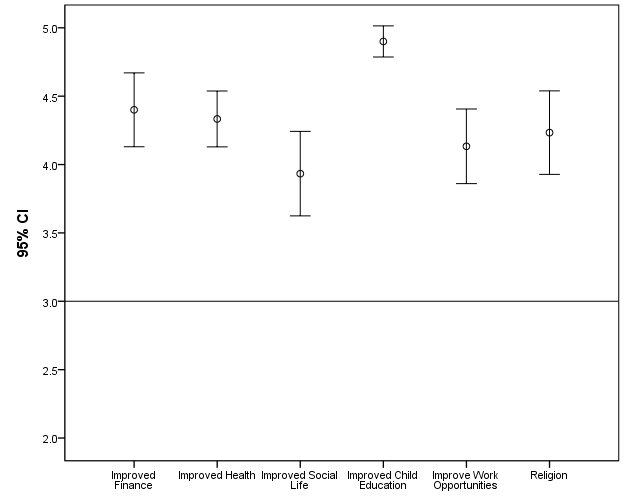 95% CI
5.0
4.5
4.0
3.5
3.0
2.5
2.0
Improved
Finance
Improved Health
Improved Social
Life
Improved Child
Education
Improve Work
Opportunities
Religion